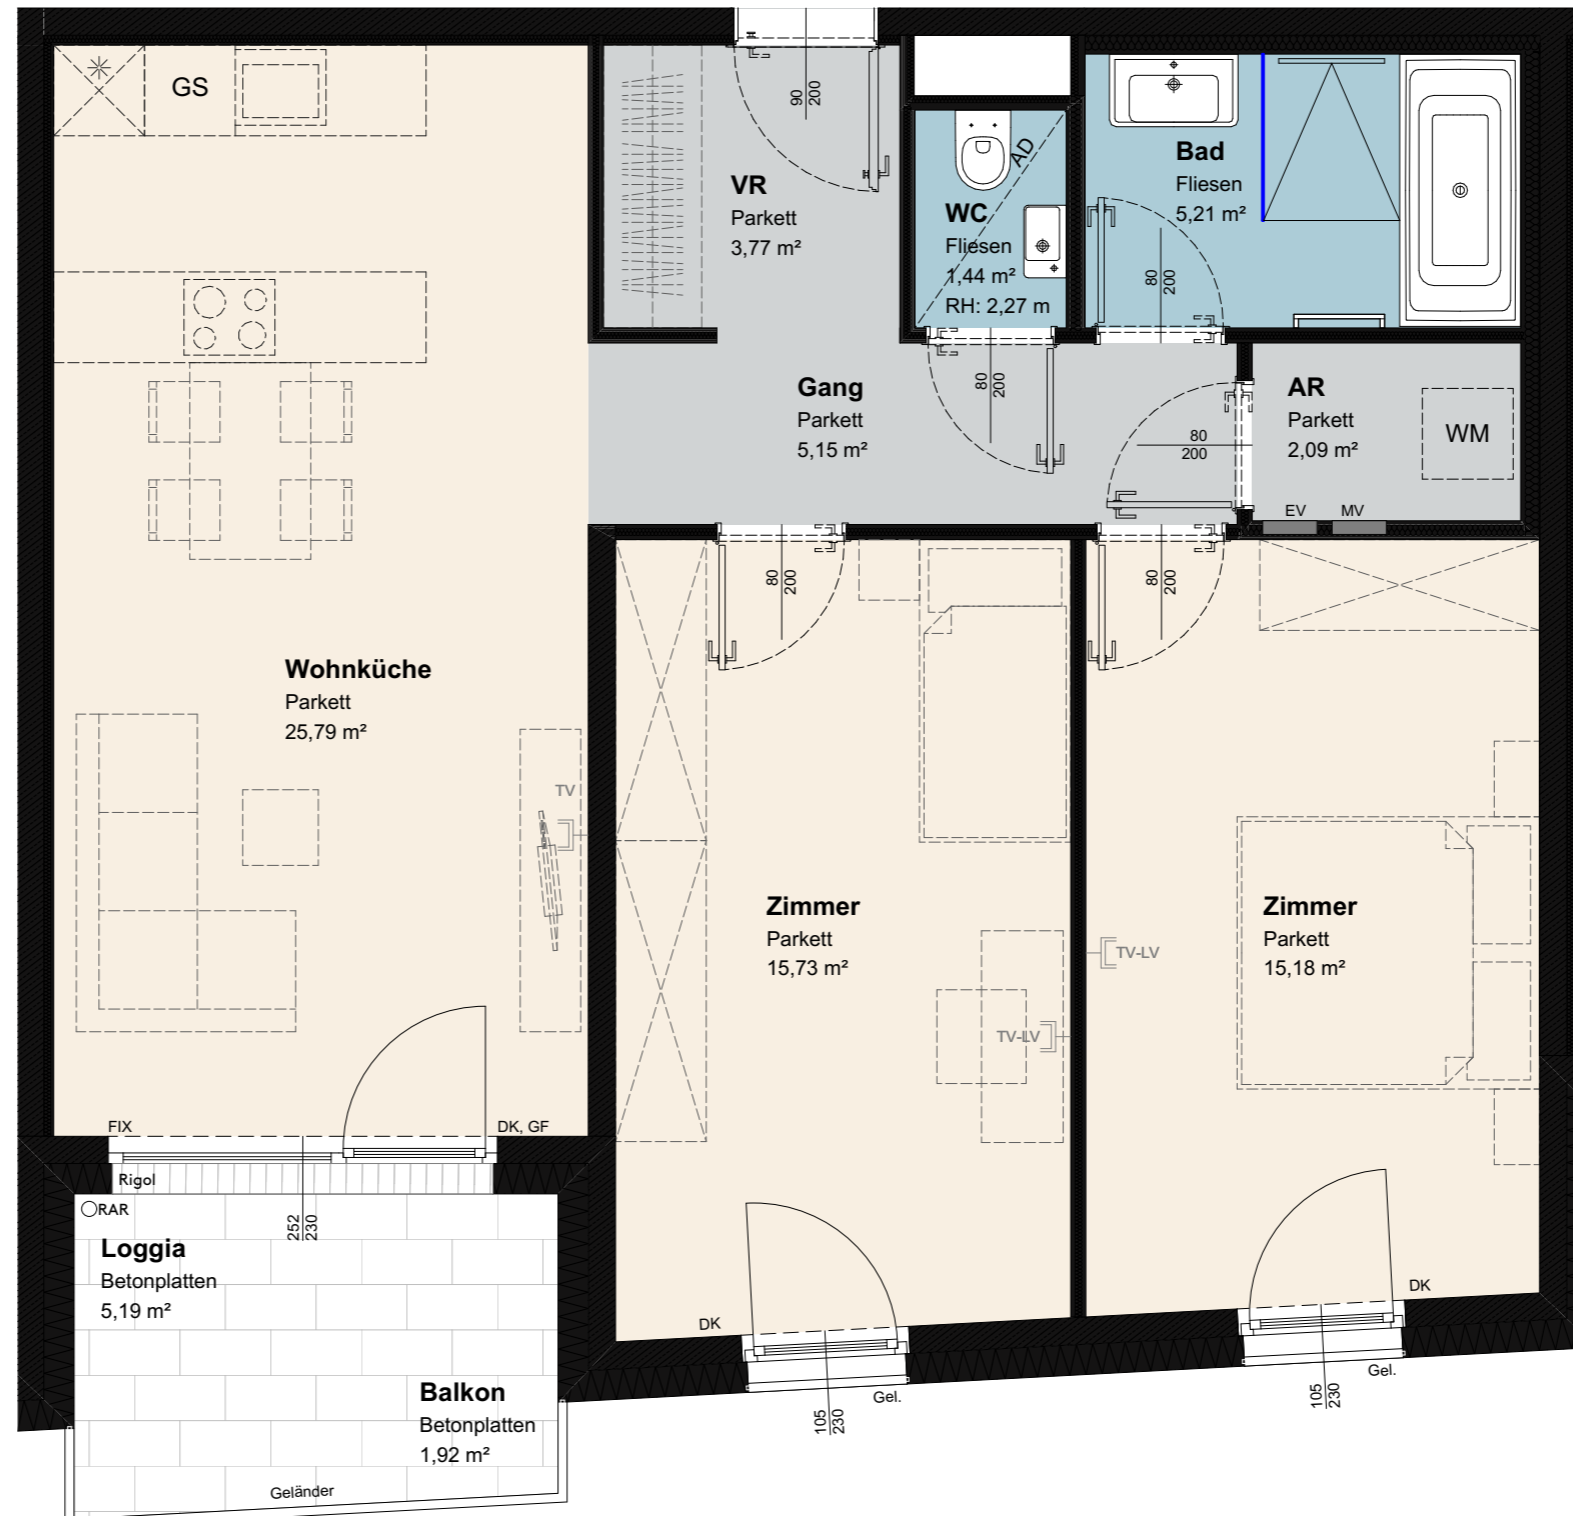 GS
90
200
VR
Parkett
3,77 m²
AD
WC
Fliesen
1,44 m²
RH: 2,27 m
Bad
Fliesen
5,21 m²
80
200
Gang
Parkett
5,15 m²
80
200
80
200
AR
Parkett
2,09 m²
WM
EV
MV
80
200
80
200
Wohnküche
Parkett
25,79 m²
TV
Zimmer
Parkett
15,73 m²
TV-LV
Zimmer
Parkett
15,18 m²
TV-LV
FIX
DK, GF
Rigol
RAR
252
230
Loggia
Betonplatten
5,19 m²
Balkon
Betonplatten
1,92 m²
Geländer
DK
Gel.
105
230
DK
Gel.
105
230